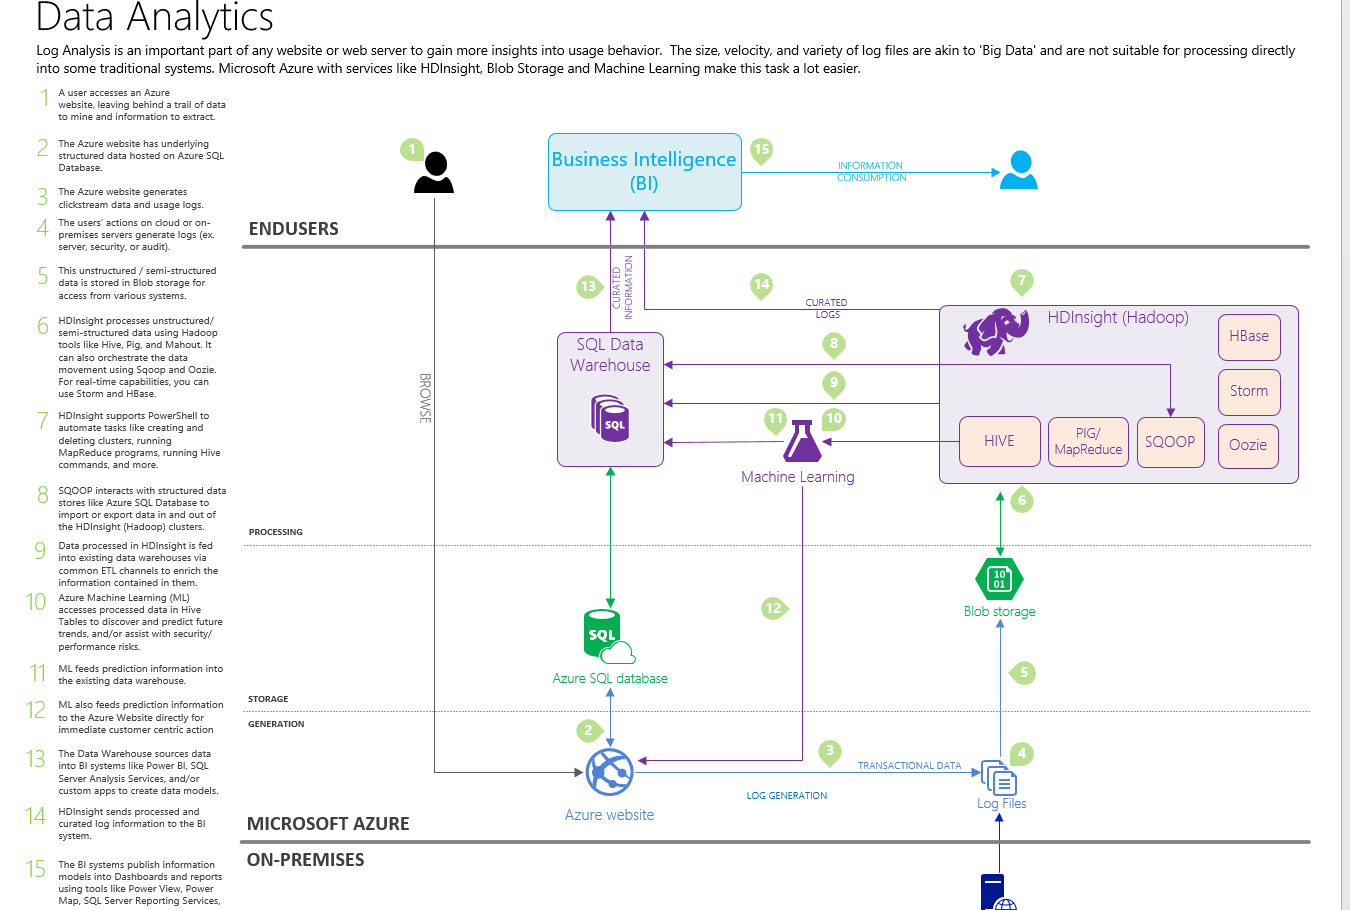 Data Analytics
Log Analysis is an important part of any website or web server to gain more insights into usage behavior.  The size, velocity, and variety of log files are akin to 'Big Data' and are not suitable for processing directly
into some traditional systems. Microsoft Azure with services like HDInsight, Blob Storage and Machine Learning make this task a lot easier.
1
A user accesses an Azure
website, leaving behind a trail of data
to mine and information to extract.
2
The Azure website has underlying
structured data hosted on Azure SQL
Database.
3
The Azure website generates
clickstream data and usage logs.
4
The users' actions on cloud or on-
premises servers generate logs (ex.
server, security, or audit).
5
This unstructured / semi-structured
data is stored in Blob storage for
access from various systems.
6
HDInsight processes unstructured/
semi-structured data using Hadoop
tools like Hive, Pig, and Mahout. It
can also orchestrate the data
movement using Sqoop and Oozie.
For real-time capabilities, you can
use Storm and HBase.
7
HDInsight supports PowerShell to
automate tasks like creating and
deleting clusters, running
MapReduce programs, running Hive
commands, and more.
8
SQOOP interacts with structured data
stores like Azure SQL Database to
import or export data in and out of
the HDInsight (Hadoop) clusters.
9
Data processed in HDInsight is fed
into existing data warehouses via
common ETL channels to enrich the
information contained in them.
10
Azure Machine Learning (ML)
accesses processed data in Hive
Tables to discover and predict future
trends, and/or assist with security/
performance risks.
11
ML feeds prediction information into
the existing data warehouse.
12
ML also feeds prediction information
to the Azure Website directly for
immediate customer centric action
13
The Data Warehouse sources data
into BI systems like Power BI, SQL
Server Analysis Services, and/or
custom apps to create data models.
14
HDInsight sends processed and
curated log information to the BI
system.
15
The BI systems publish information
models into Dashboards and reports
using tools like Power View, Power
Map, SQL Server Reporting Services,
1
Business Intelligence
(BI)
15
INFORMATION
CONSUMPTION
ENDUSERS
13
CURATED
INFORMATION
14
CURATED
LOGS
7
HDInsight (Hadoop)
HBase
Storm
Oozie
HIVE
PIG/
MapReduce
SQOOP
SQL Data
Warehouse
SQL
8
9
11
10
Machine Learning
BROWSE
6
PROCESSING
10
01
Blob storage
12
SQL
Azure SQL database
5
STORAGE
GENERATION
2
3
4
TRANSACTIONAL DATA
LOG GENERATION
Log Files
Azure website
MICROSOFT AZURE
ON-PREMISES